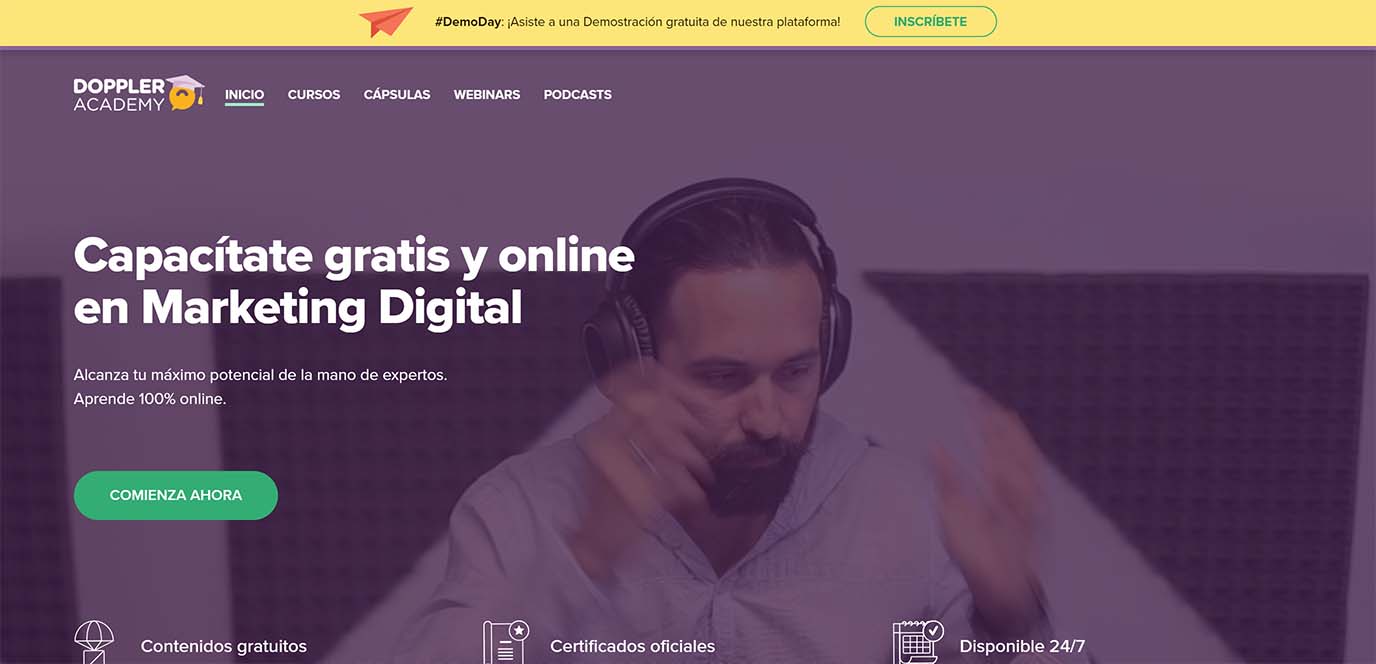 #DemoDay: ¡Asiste a una Demostración gratuita de nuestra plataforma!
INSCRÍBETE
DOPPLER
ACADEMY
INICIO
CURSOS
CÁPSULAS
WEBINARS
PODCASTS
Capacítate gratis y online
en Marketing Digital
Alcanza tu máximo potencial de la mano de expertos.
Aprende 100% online.
COMIENZA AHORA
Contenidos gratuitos
Certificados oficiales
Disponible 24/7